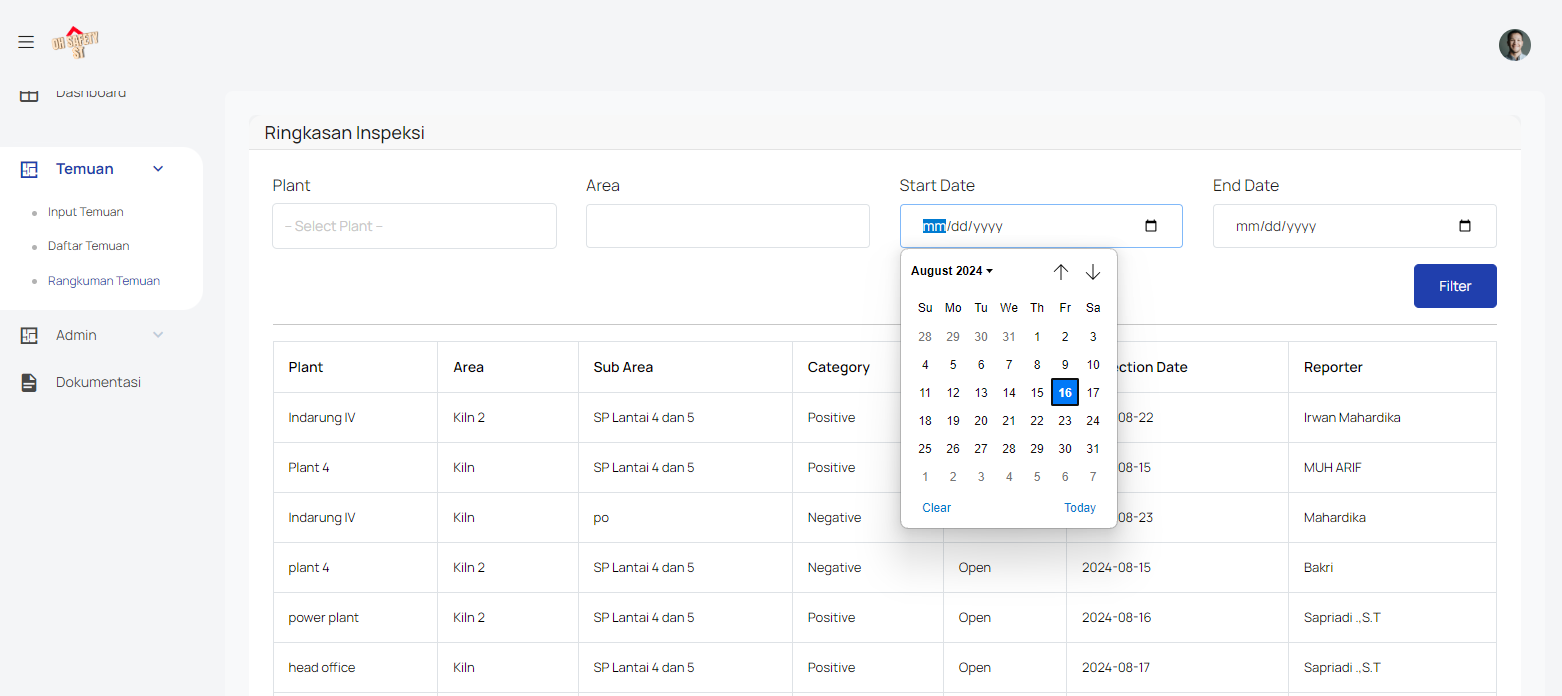 OH SAFETY
SY
Dashboard
Ringkasan Inspeksi
Temuan
Input Temuan
Daftar Temuan
Rangkuman Temuan
Admin
Dokumentasi
Plant Area Start Date End Date
-- Select Plant -- mm/dd/yyyy mm/dd/yyyy
Filter
August 2024
Su Mo Tu We Th Fr Sa
28 29 30 31 1 2 3
4 5 6 7 8 9 10
11 12 13 14 15 16 17
18 19 20 21 22 23 24
25 26 27 28 29 30 31
1 2 3 4 5 6 7
Clear Today
Plant Area Sub Area Category ction Date Reporter
Indarung IV Kiln 2 SP Lantai 4 dan 5 Positive 08-22 Irwan Mahardika
Plant 4 Kiln SP Lantai 4 dan 5 Positive 08-15 MUH ARIF
Indarung IV Kiln po Negative 08-23 Mahardika
plant 4 Kiln 2 SP Lantai 4 dan 5 Negative Open 2024-08-15 Bakri
power plant Kiln 2 SP Lantai 4 dan 5 Positive Open 2024-08-16 Sapriadi .,S.T
head office Kiln SP Lantai 4 dan 5 Positive Open 2024-08-17 Sapriadi .,S.T